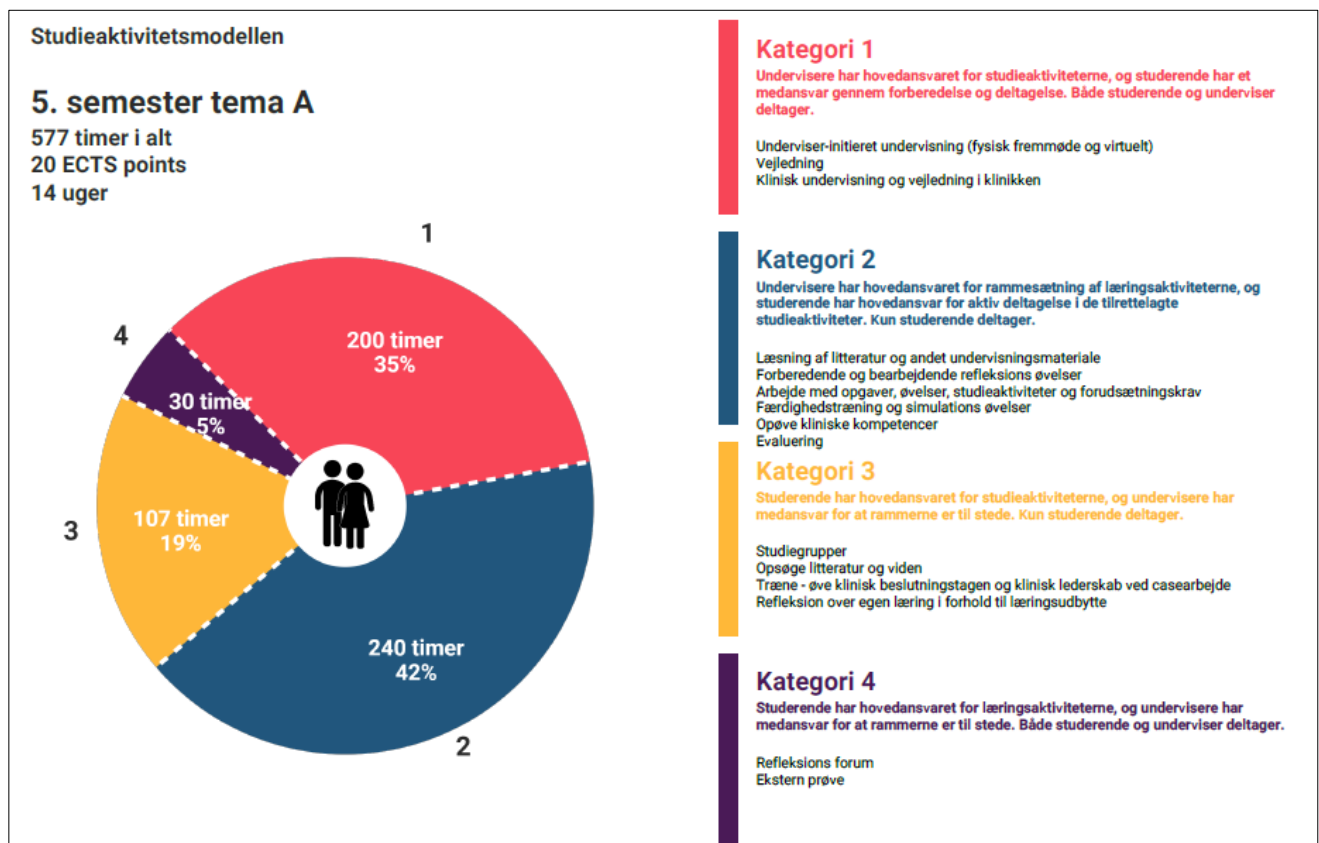 Studieaktivitetsmodellen
5. semester tema A
577 timer i alt
20 ECTS points
14 uger
1
200 timer
35%
4
30 timer
5%
3
107 timer
19%
240 timer
42%
2
Kategori 1
Undervisere har hovedansvaret for studieaktiviteterne, og studerende har et
medansvar gennem forberedelse og deltagelse. Både studerende og underviser
deltager.
Underviser-initieret undervisning (fysisk fremmøde og virtuelt)
Vejledning
Klinisk undervisning og vejledning i klinikken
Kategori 2
Undervisere har hovedansvaret for rammesætning af læringsaktiviteterne, og
studerende har hovedansvar for aktiv deltagelse i de tilrettelagte
studieaktiviteter. Kun studerende deltager.
Læsning af litteratur og andet undervisningsmateriale
Forberedende og bearbejdende refleksions øvelser
Arbejde med opgaver, øvelser, studieaktiviteter og forudsætningskrav
Færdighedstræning og simulations øvelser
Opøve kliniske kompetencer
Evaluering
Kategori 3
Studerende har hovedansvaret for studieaktiviteterne, og undervisere har
medansvar for at rammerne er til stede. Kun studerende deltager.
Studiegrupper
Opsøge litteratur og viden
Træne - øve klinisk beslutningstagen og klinisk lederskab ved casearbejde
Refleksion over egen læring i forhold til læringsudbytte
Kategori 4
Studerende har hovedansvaret for læringsaktiviteterne, og undervisere har
medansvar for at rammerne er til stede. Både studerende og underviser deltager.
Refleksions forum
Ekstern prøve